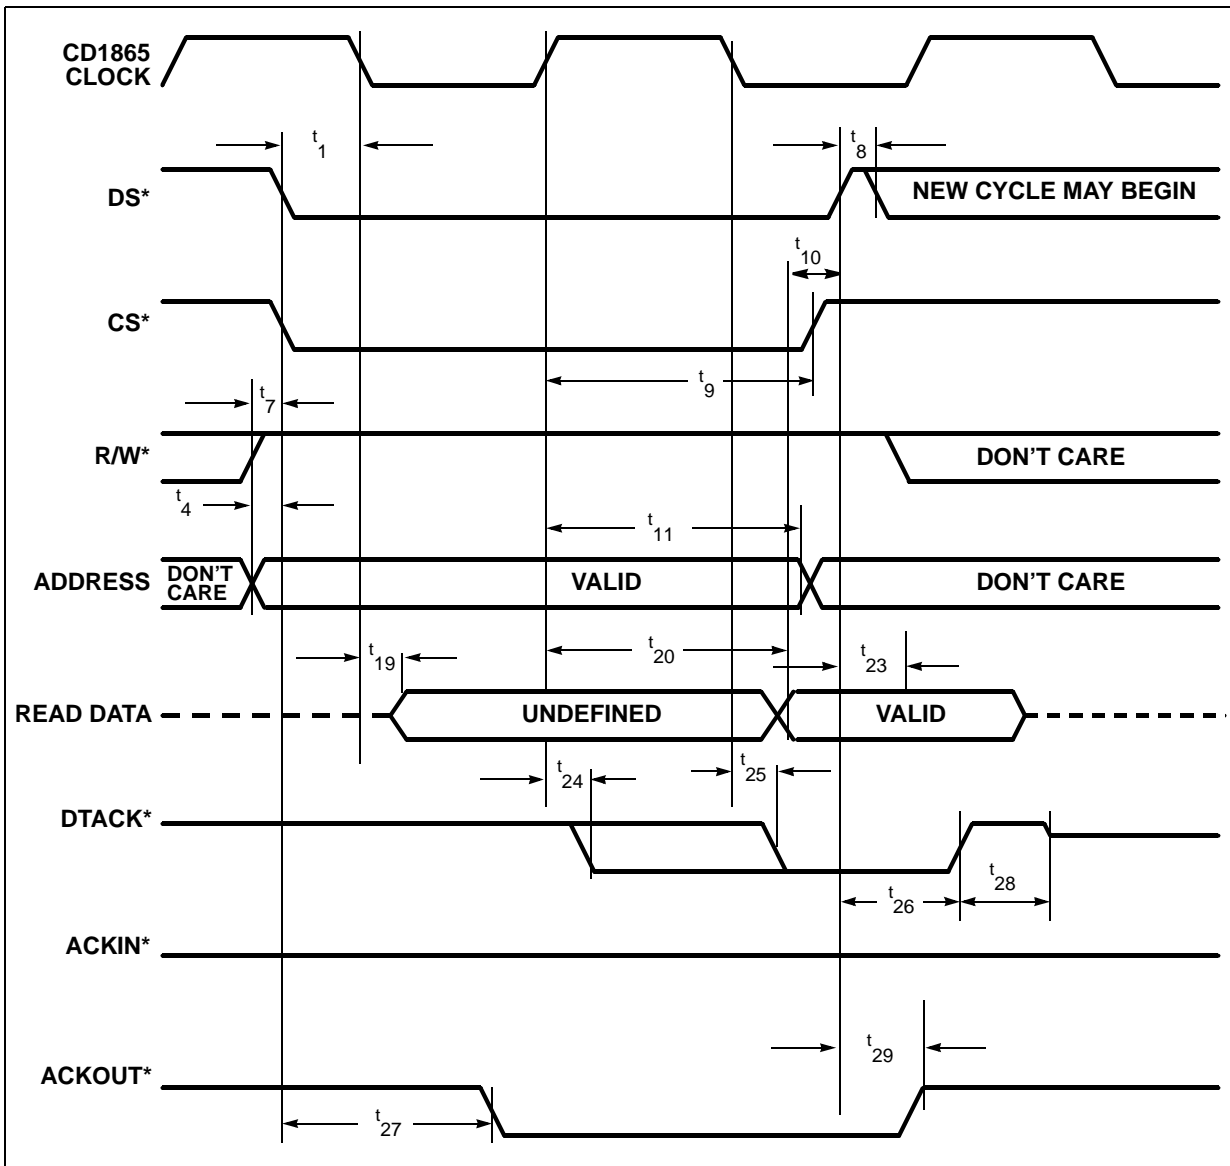 CD1865
CLOCK
t1
t8
DS*
NEW CYCLE MAY BEGIN
t10
CS*
t9
t7
R/W*
DON'T CARE
t4
t11
ADDRESS
DON'T
CARE
VALID
DON'T CARE
t19
t20
t23
READ DATA
UNDEFINED
VALID
t24
t25
DTACK*
t26
t28
ACKIN*
t29
ACKOUT*
t27